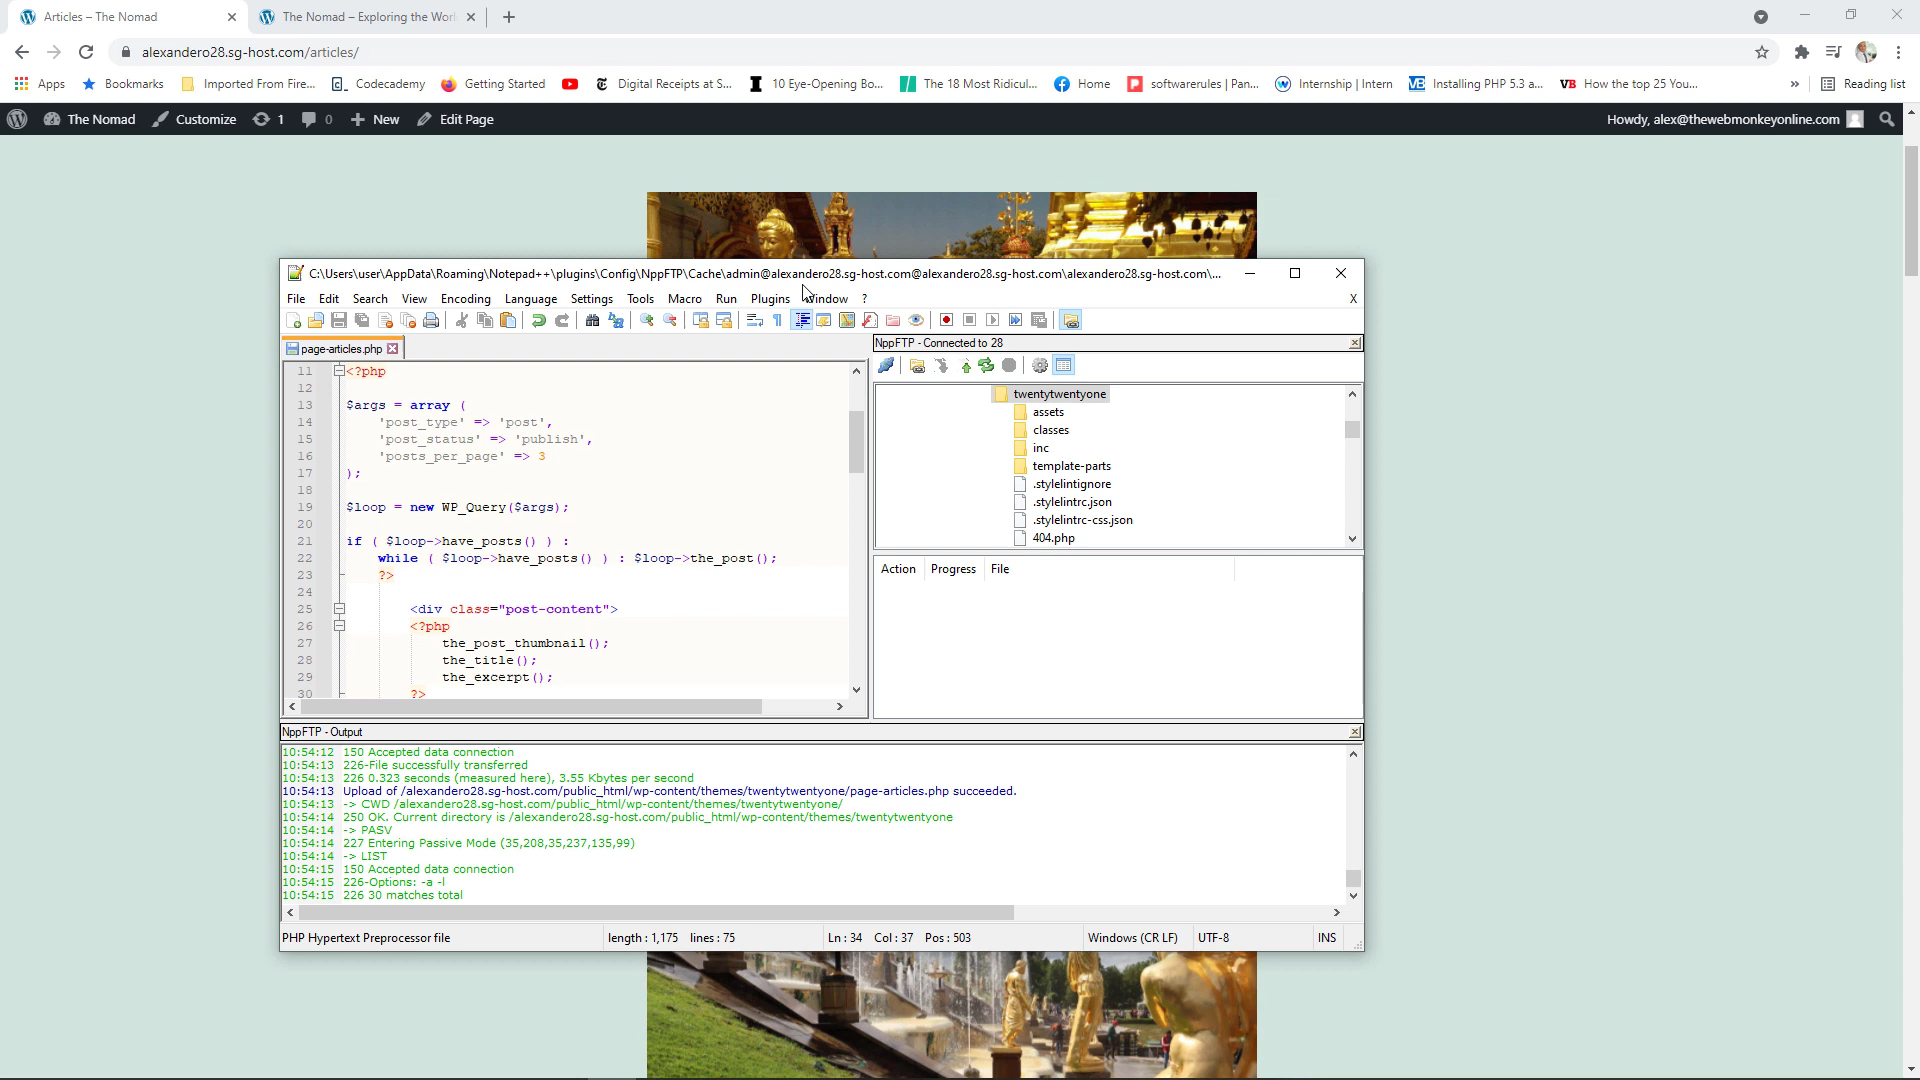 Articles – The Nomad
The Nomad – Exploring the Worl
alexandero28.sg-host.com/articles/
Apps
Bookmarks
Imported From Fire...
Codecademy
Getting Started
Digital Receipts at S...
10 Eye-Opening Bo...
The 18 Most Ridicul...
Home
softwarerules | Pan...
Internship | Intern
Installing PHP 5.3 a...
How the top 25 You...
»
Reading list
The Nomad
Customize
1
0
New
Edit Page
Howdy, alex@thewebmonkeyonline.com
C:\Users\user\AppData\Roaming\Notepad++\plugins\Config\NppFTP\Cache\admin@alexandero28.sg-host.com@alexandero28.sg-host.com\alexandero28.sg-host.com\...
File Edit Search View Encoding Language Settings Tools Macro Run Plugins Window ?
X
page-articles.php
11 <?php
12
13 $args = array (
14 'post_type' => 'post',
15 'post_status' => 'publish',
16 'posts_per_page' => 3
17 );
18
19 $loop = new WP_Query($args);
20
21 if ( $loop->have_posts() ) :
22 while ( $loop->have_posts() ) : $loop->the_post();
23 ?>
24
25 <div class="post-content">
26 <?php
27 the_post_thumbnail();
28 the_title();
29 the_excerpt();
30 ?>
NppFTP - Connected to 28
twentytwentyone
assets
classes
inc
template-parts
.stylelintignore
.stylelintrc.json
.stylelintrc-css.json
404.php
Action Progress File
NppFTP - Output
10:54:12 150 Accepted data connection
10:54:13 226-File successfully transferred
10:54:13 226 0.323 seconds (measured here), 3.55 Kbytes per second
10:54:13 Upload of /alexandero28.sg-host.com/public_html/wp-content/themes/twentytwentyone/page-articles.php succeeded.
10:54:13 -> CWD /alexandero28.sg-host.com/public_html/wp-content/themes/twentytwentyone/
10:54:14 250 OK. Current directory is /alexandero28.sg-host.com/public_html/wp-content/themes/twentytwentyone
10:54:14 -> PASV
10:54:14 227 Entering Passive Mode (35,208,35,237,135,99)
10:54:14 -> LIST
10:54:15 150 Accepted data connection
10:54:15 226-Options: -a -l
10:54:15 226 30 matches total
PHP Hypertext Preprocessor file
length : 1,175 lines : 75
Ln : 34 Col : 37 Pos : 503
Windows (CR LF)
UTF-8
INS